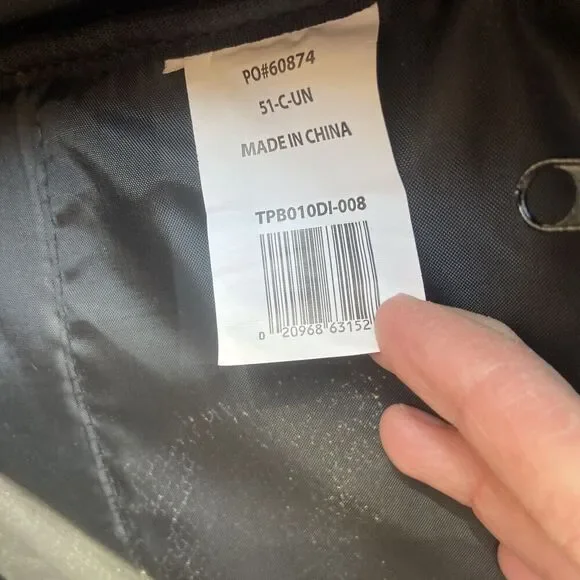 PO#60874
51-C-UN
MADE IN CHINA
TPB010DI-008
0 20968 63152